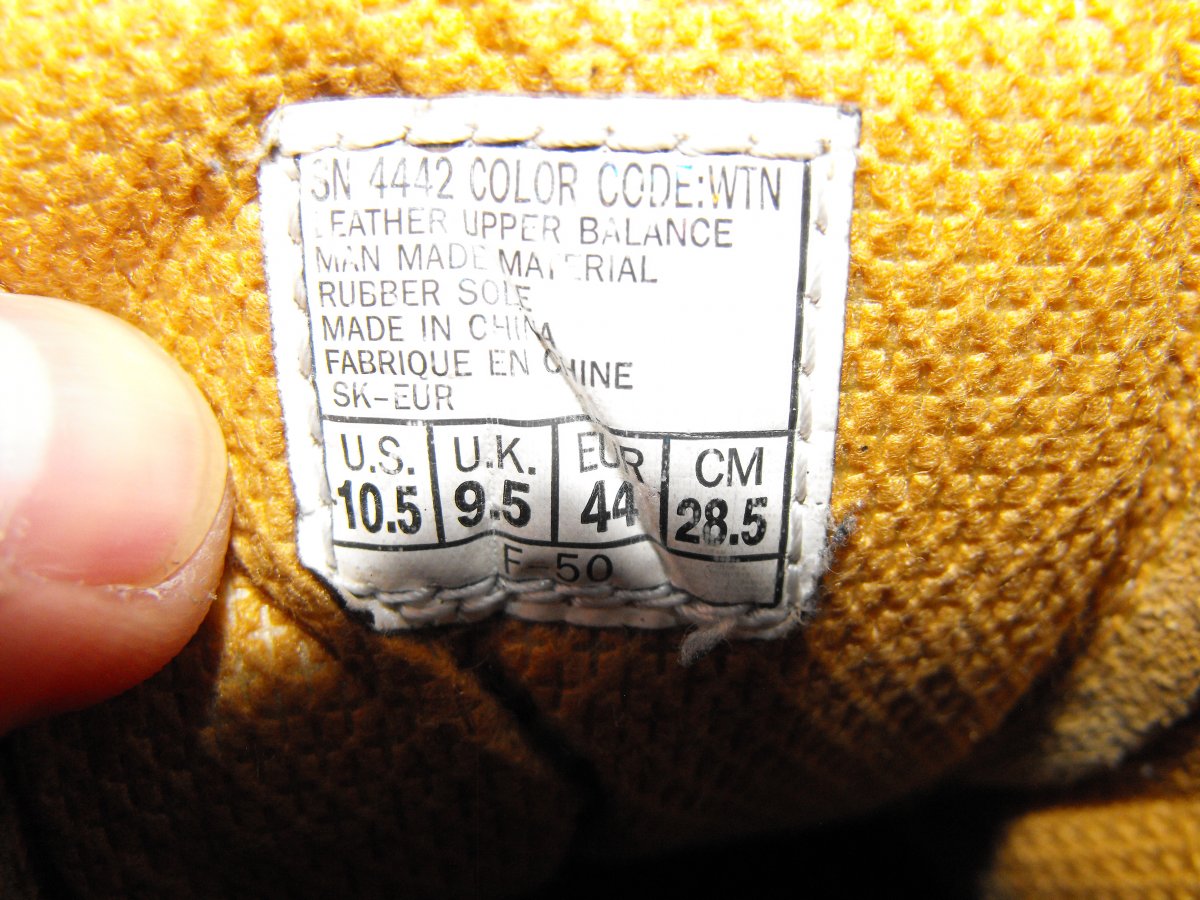 SN 4442 COLOR CODE:WTN
LEATHER UPPER BALANCE
MAN MADE MATERIAL
RUBBER SOLE
MADE IN CHINA
FABRIQUE EN CHINE
SK-EUR
U.S. U.K. EUR CM
10.5 9.5 44 28.5
F-50